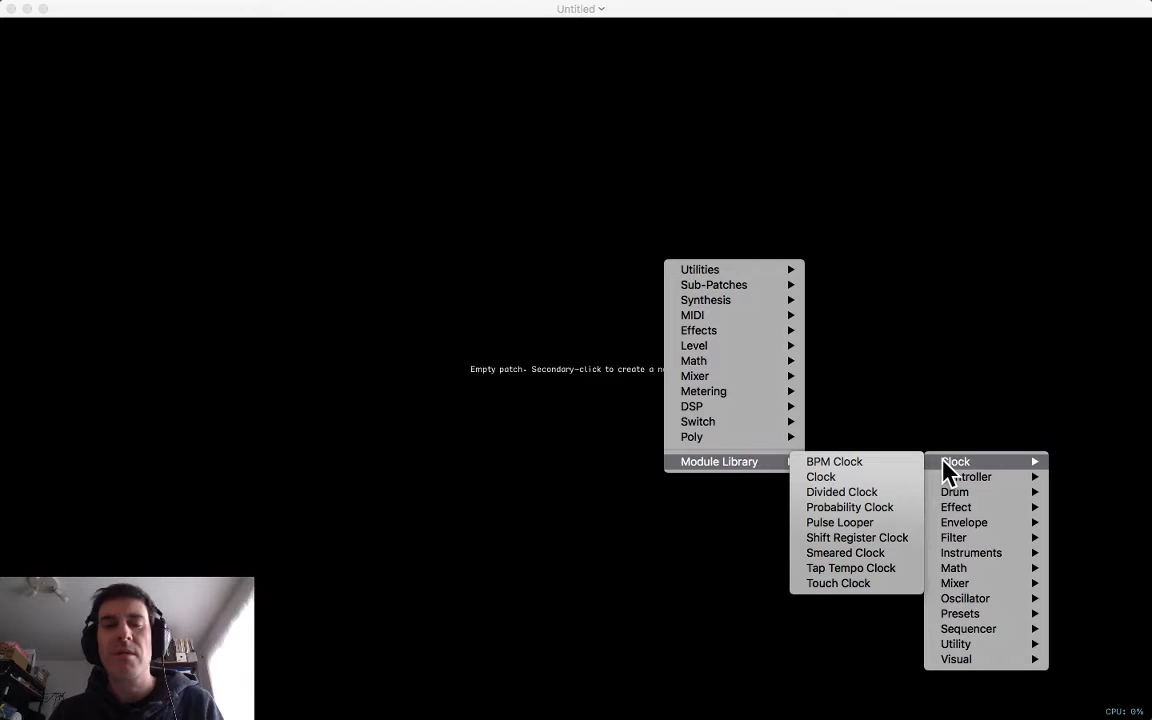 Untitled
Utilities
Sub-Patches
Synthesis
MIDI
Effects
Level
Math
Empty patch. Secondary-click to create a
Mixer
Metering
DSP
Switch
Poly
Module Library
BPM Clock
Clock
Divided Clock
Probability Clock
Pulse Looper
Shift Register Clock
Smeared Clock
Tap Tempo Clock
Touch Clock
Clock
Controller
Drum
Effect
Envelope
Filter
Instruments
Math
Mixer
Oscillator
Presets
Sequencer
Utility
Visual
CPU: 0%